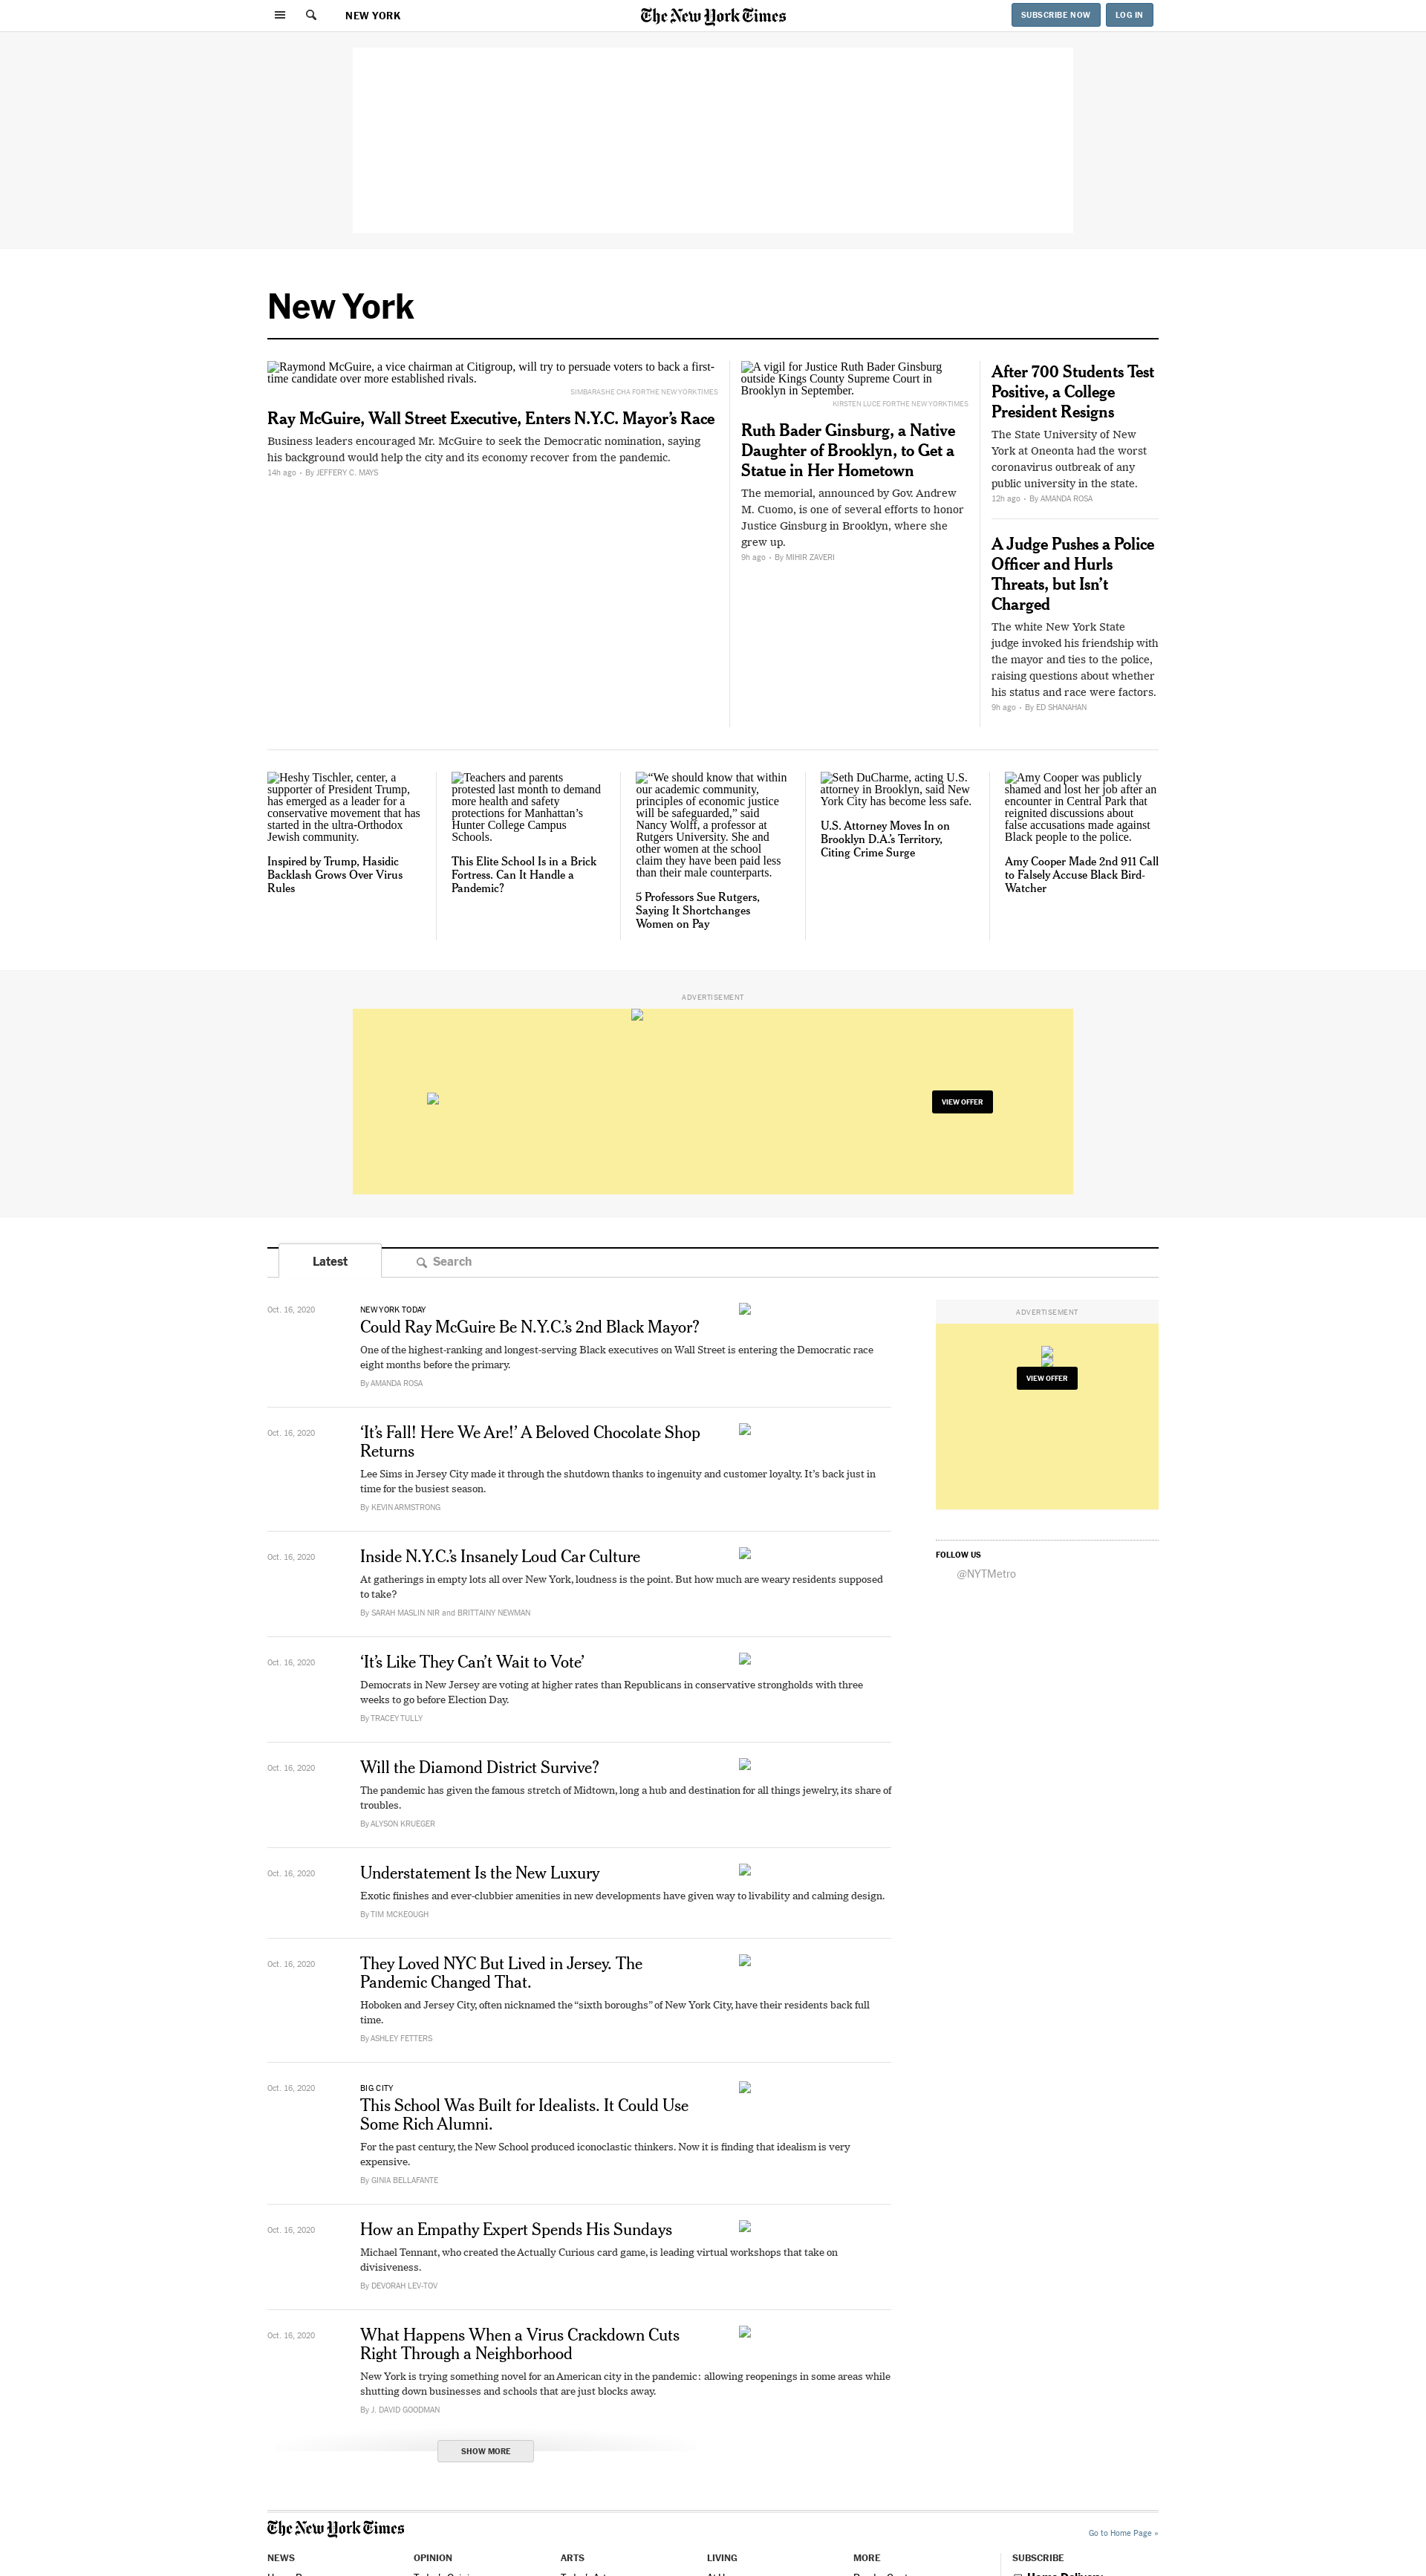 NEW YORK
The New York Times
SUBSCRIBE NOW
LOG IN
New York
Raymond McGuire, a vice chairman at Citigroup, will try to persuade voters to back a first-
time candidate over more established rivals.
SIMBARASHE CHA FOR THE NEW YORK TIMES
Ray McGuire, Wall Street Executive, Enters N.Y.C. Mayor’s Race
Business leaders encouraged Mr. McGuire to seek the Democratic nomination, saying
his background would help the city and its economy recover from the pandemic.
14h ago • By JEFFERY C. MAYS
A vigil for Justice Ruth Bader Ginsburg
outside Kings County Supreme Court in
Brooklyn in September.
KIRSTEN LUCE FOR THE NEW YORK TIMES
Ruth Bader Ginsburg, a Native
Daughter of Brooklyn, to Get a
Statue in Her Hometown
The memorial, announced by Gov. Andrew
M. Cuomo, is one of several efforts to honor
Justice Ginsburg in Brooklyn, where she
grew up.
9h ago • By MIHIR ZAVERI
After 700 Students Test
Positive, a College
President Resigns
The State University of New
York at Oneonta had the worst
coronavirus outbreak of any
public university in the state.
12h ago • By AMANDA ROSA
A Judge Pushes a Police
Officer and Hurls
Threats, but Isn’t
Charged
The white New York State
judge invoked his friendship with
the mayor and ties to the police,
raising questions about whether
his status and race were factors.
9h ago • By ED SHANAHAN
Heshy Tischler, center, a
supporter of President Trump,
has emerged as a leader for a
conservative movement that has
started in the ultra-Orthodox
Jewish community.
Inspired by Trump, Hasidic
Backlash Grows Over Virus
Rules
Teachers and parents
protested last month to demand
more health and safety
protections for Manhattan’s
Hunter College Campus
Schools.
This Elite School Is in a Brick
Fortress. Can It Handle a
Pandemic?
“We should know that within
our academic community,
principles of economic justice
will be safeguarded,” said
Nancy Wolff, a professor at
Rutgers University. She and
other women at the school
claim they have been paid less
than their male counterparts.
5 Professors Sue Rutgers,
Saying It Shortchanges
Women on Pay
Seth DuCharme, acting U.S.
attorney in Brooklyn, said New
York City has become less safe.
U.S. Attorney Moves In on
Brooklyn D.A.’s Territory,
Citing Crime Surge
Amy Cooper was publicly
shamed and lost her job after an
encounter in Central Park that
reignited discussions about
false accusations made against
Black people to the police.
Amy Cooper Made 2nd 911 Call
to Falsely Accuse Black Bird-
Watcher
ADVERTISEMENT
VIEW OFFER
Latest
Search
Oct. 16, 2020
NEW YORK TODAY
Could Ray McGuire Be N.Y.C.’s 2nd Black Mayor?
One of the highest-ranking and longest-serving Black executives on Wall Street is entering the Democratic race
eight months before the primary.
By AMANDA ROSA
Oct. 16, 2020
‘It’s Fall! Here We Are!’ A Beloved Chocolate Shop
Returns
Lee Sims in Jersey City made it through the shutdown thanks to ingenuity and customer loyalty. It’s back just in
time for the busiest season.
By KEVIN ARMSTRONG
Oct. 16, 2020
Inside N.Y.C.’s Insanely Loud Car Culture
At gatherings in empty lots all over New York, loudness is the point. But how much are weary residents supposed
to take?
By SARAH MASLIN NIR and BRITTAINY NEWMAN
Oct. 16, 2020
‘It’s Like They Can’t Wait to Vote’
Democrats in New Jersey are voting at higher rates than Republicans in conservative strongholds with three
weeks to go before Election Day.
By TRACEY TULLY
Oct. 16, 2020
Will the Diamond District Survive?
The pandemic has given the famous stretch of Midtown, long a hub and destination for all things jewelry, its share of
troubles.
By ALYSON KRUEGER
Oct. 16, 2020
Understatement Is the New Luxury
Exotic finishes and ever-clubbier amenities in new developments have given way to livability and calming design.
By TIM MCKEOUGH
Oct. 16, 2020
They Loved NYC But Lived in Jersey. The
Pandemic Changed That.
Hoboken and Jersey City, often nicknamed the “sixth boroughs” of New York City, have their residents back full
time.
By ASHLEY FETTERS
Oct. 16, 2020
BIG CITY
This School Was Built for Idealists. It Could Use
Some Rich Alumni.
For the past century, the New School produced iconoclastic thinkers. Now it is finding that idealism is very
expensive.
By GINIA BELLAFANTE
Oct. 16, 2020
How an Empathy Expert Spends His Sundays
Michael Tennant, who created the Actually Curious card game, is leading virtual workshops that take on
divisiveness.
By DEVORAH LEV-TOV
Oct. 16, 2020
What Happens When a Virus Crackdown Cuts
Right Through a Neighborhood
New York is trying something novel for an American city in the pandemic: allowing reopenings in some areas while
shutting down businesses and schools that are just blocks away.
By J. DAVID GOODMAN
SHOW MORE
ADVERTISEMENT
VIEW OFFER
FOLLOW US
@NYTMetro
The New York Times
Go to Home Page »
NEWS
OPINION
ARTS
LIVING
MORE
SUBSCRIBE